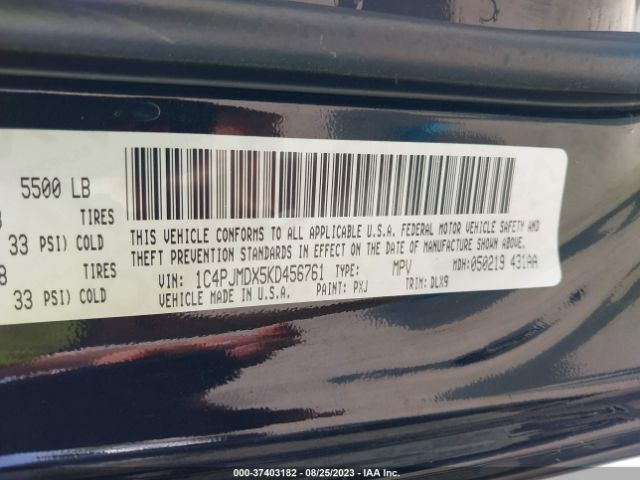 5500 LB
TIRES
33 PSI) COLD
8 TIRES
33 PSI) COLD
THIS VEHICLE CONFORMS TO ALL APPLICABLE U.S.A. FEDERAL MOTOR VEHICLE SAFETY AND
THEFT PREVENTION STANDARDS IN EFFECT ON THE DATE OF MANUFACTURE SHOWN ABOVE.
VIN: 1C4PJMDX5KD456761 TYPE: MPV MDH:050219 431AA
VEHICLE MADE IN U.S.A. PAINT: PXJ TRIM: DLX9
000-37403182 - 08/25/2023 - IAA Inc.